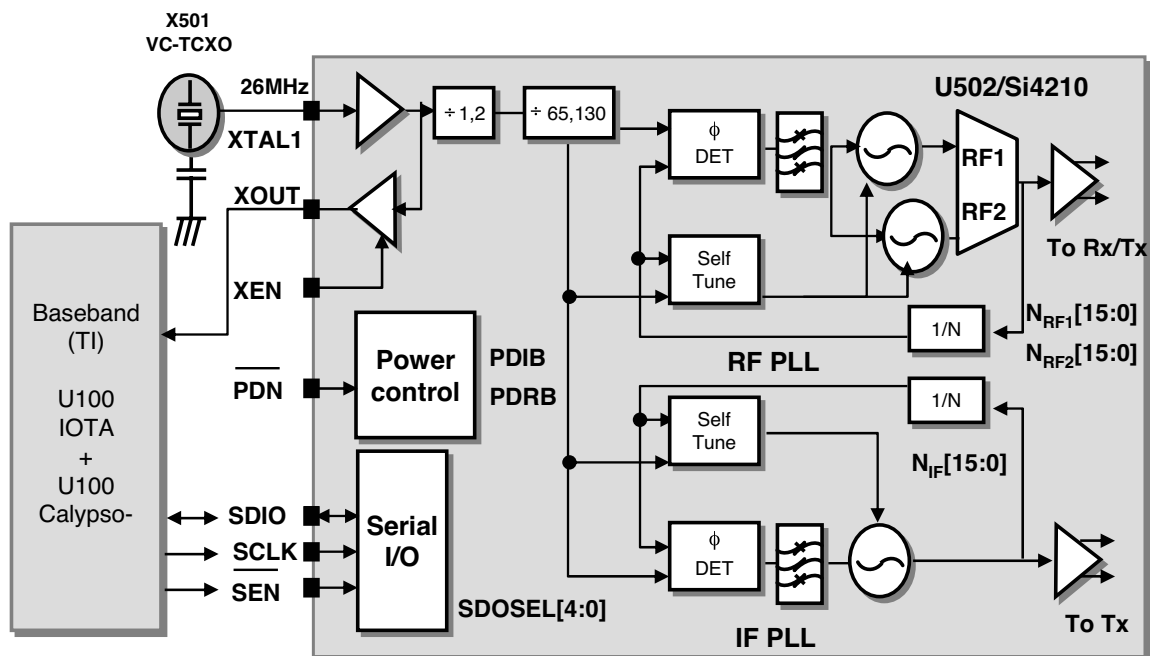 X501
VC-TCXO
26MHz
XTAL1
XOUT
XEN
PDN
SDIO
SCLK
SEN
Baseband
(TI)
U100
IOTA
+
U100
Calypso-
U502/Si4210
÷ 1,2
÷ 65,130
ϕ
DET
RF1
RF2
To Rx/Tx
Self
Tune
1/N
N_RF1[15:0]
N_RF2[15:0]
RF PLL
Power
control
PDIB
PDRB
1/N
Self
Tune
N_IF[15:0]
Serial
I/O
SDOSEL[4:0]
ϕ
DET
IF PLL
To Tx